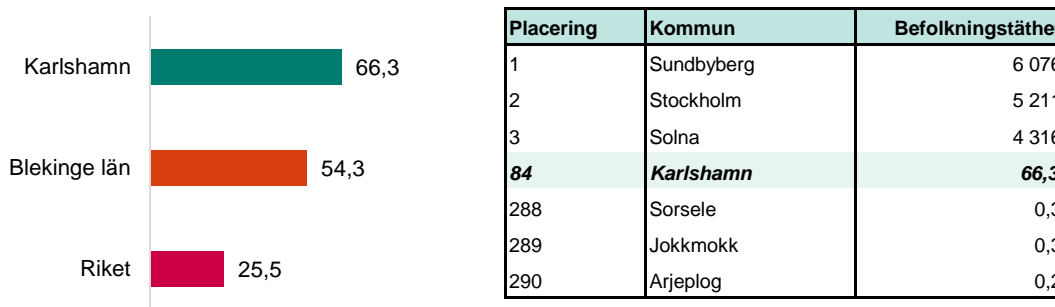 Karlshamn 66,3
Blekinge län 54,3
Riket 25,5
Placering Kommun Befolkningstäthe
1 Sundbyberg 6 076
2 Stockholm 5 211
3 Solna 4 316
84 Karlshamn 66,3
288 Sorsele 0,3
289 Jokkmokk 0,3
290 Arjeplog 0,2